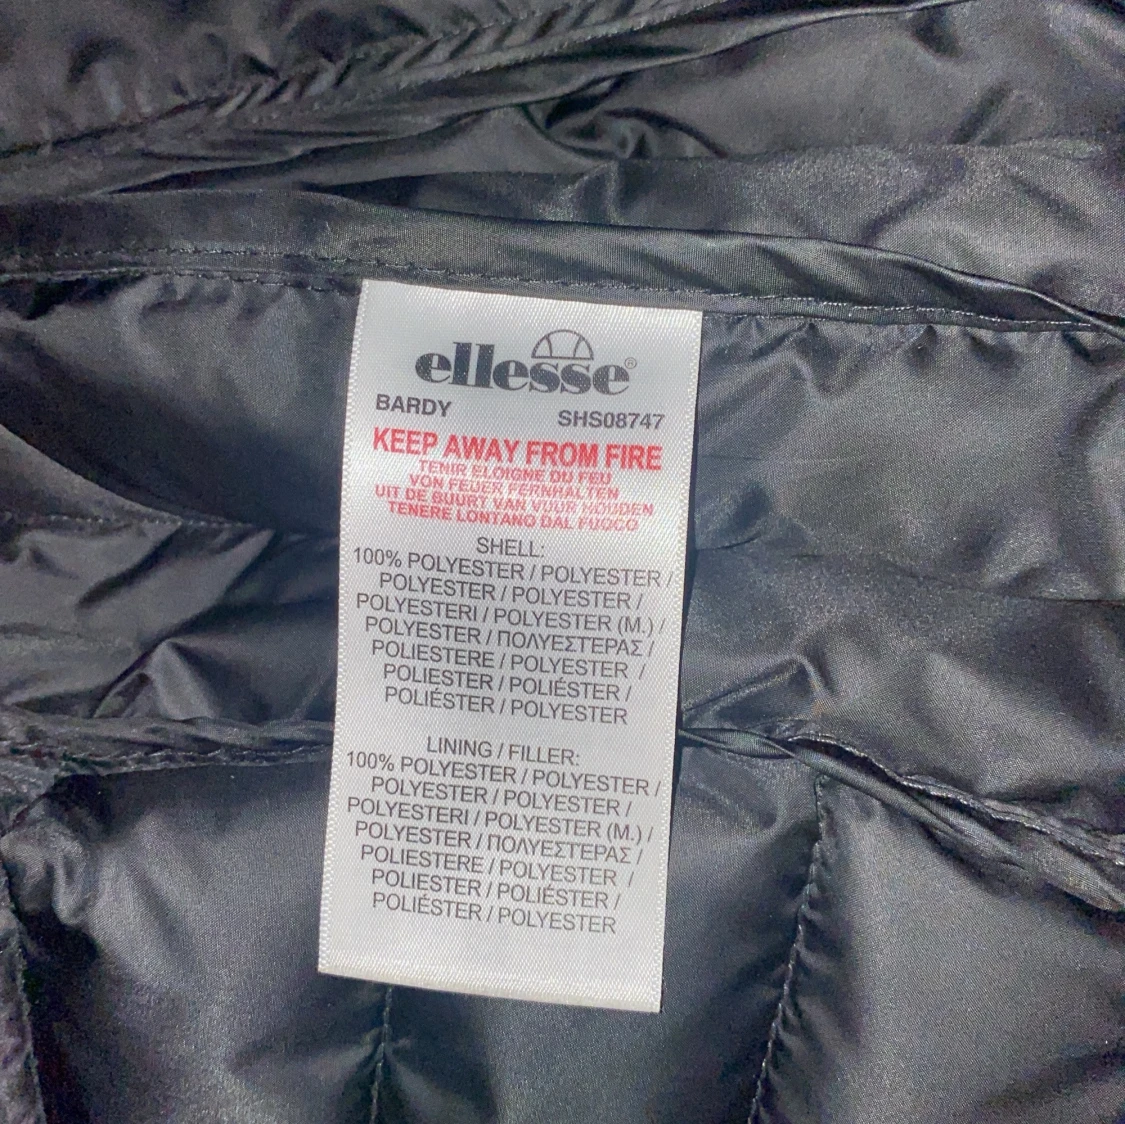 ellesse®
BARDY SHS08747
KEEP AWAY FROM FIRE
TENIR ELOIGNE DU FEU
VON FEUER FERNHALTEN
UIT DE BUURT VAN VUUR HOUDEN
TENERE LONTANO DAL FUOCO
SHELL:
100% POLYESTER / POLYESTER /
POLYESTER / POLYESTER /
POLYESTERI / POLYESTER (M.) /
POLYESTER / ΠΟΛΥΕΣΤΕΡΑΣ /
POLIESTERE / POLYESTER /
POLIESTER / POLIÉSTER /
POLIÉSTER / POLYESTER
LINING / FILLER:
100% POLYESTER / POLYESTER /
POLYESTER / POLYESTER /
POLYESTERI / POLYESTER (M.) /
POLYESTER / ΠΟΛΥΕΣΤΕΡΑΣ /
POLIESTERE / POLYESTER /
POLIESTER / POLIÉSTER /
POLIÉSTER / POLYESTER